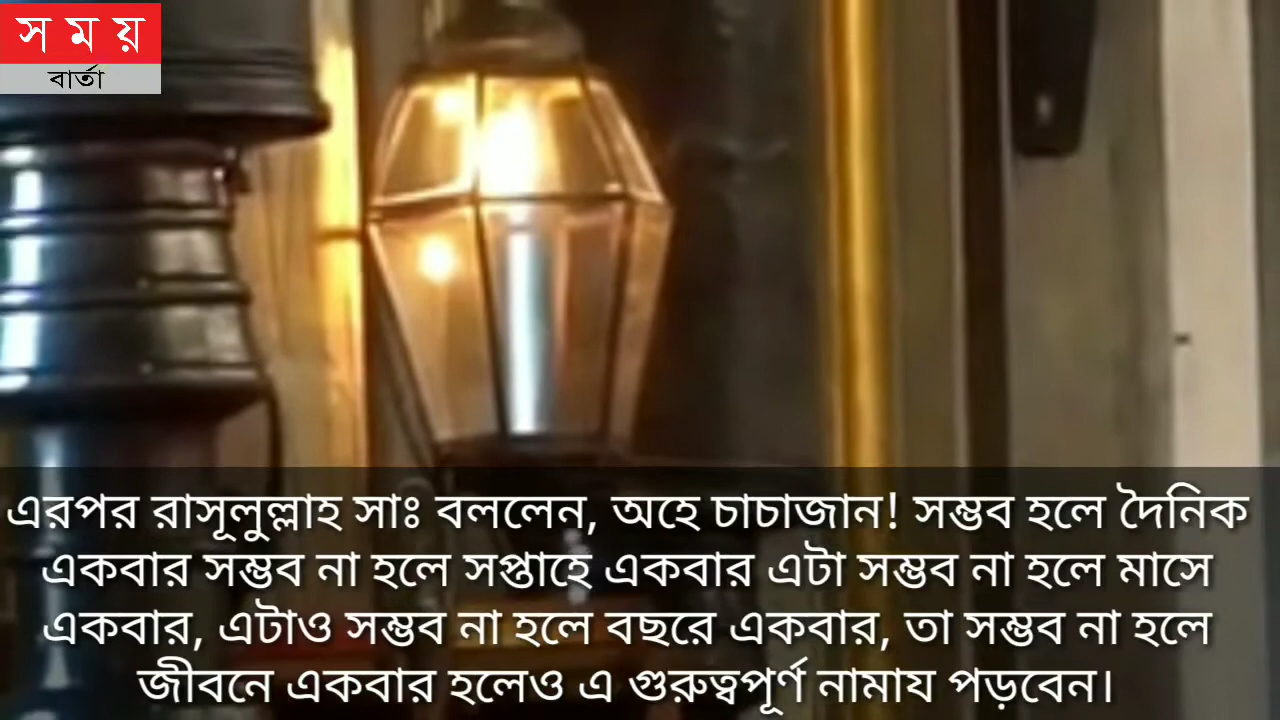 সময়
বার্তা
এরপর রাসূলুল্লাহ সাঃ বললেন, অহে চাচাজান! সম্ভব হলে দৈনিক
একবার সম্ভব না হলে সপ্তাহে একবার এটা সম্ভব না হলে মাসে
একবার, এটাও সম্ভব না হলে বছরে একবার, তা সম্ভব না হলে
জীবনে একবার হলেও এ গুরুত্বপূর্ণ নামায পড়বেন।